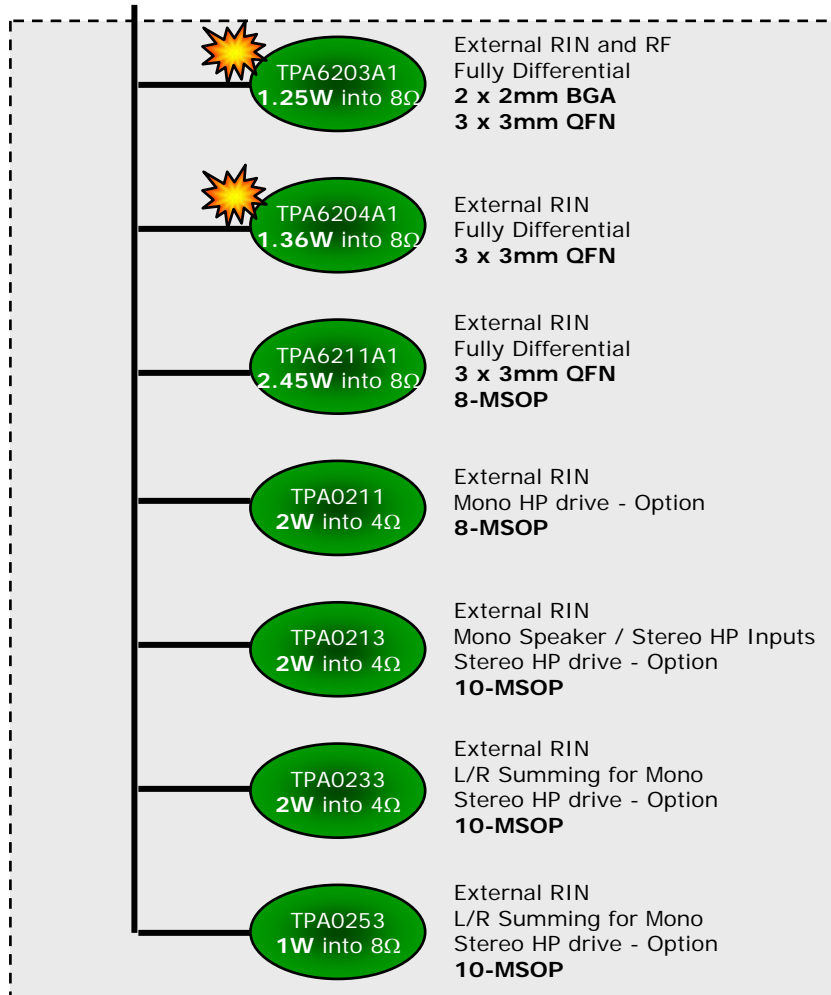 TPA6203A1
1.25W into 8Ω
External RIN and RF
Fully Differential
2 x 2mm BGA
3 x 3mm QFN
TPA6204A1
1.36W into 8Ω
External RIN
Fully Differential
3 x 3mm QFN
TPA6211A1
2.45W into 8Ω
External RIN
Fully Differential
3 x 3mm QFN
8-MSOP
TPA0211
2W into 4Ω
External RIN
Mono HP drive - Option
8-MSOP
TPA0213
2W into 4Ω
External RIN
Mono Speaker / Stereo HP Inputs
Stereo HP drive - Option
10-MSOP
TPA0233
2W into 4Ω
External RIN
L/R Summing for Mono
Stereo HP drive - Option
10-MSOP
TPA0253
1W into 8Ω
External RIN
L/R Summing for Mono
Stereo HP drive - Option
10-MSOP